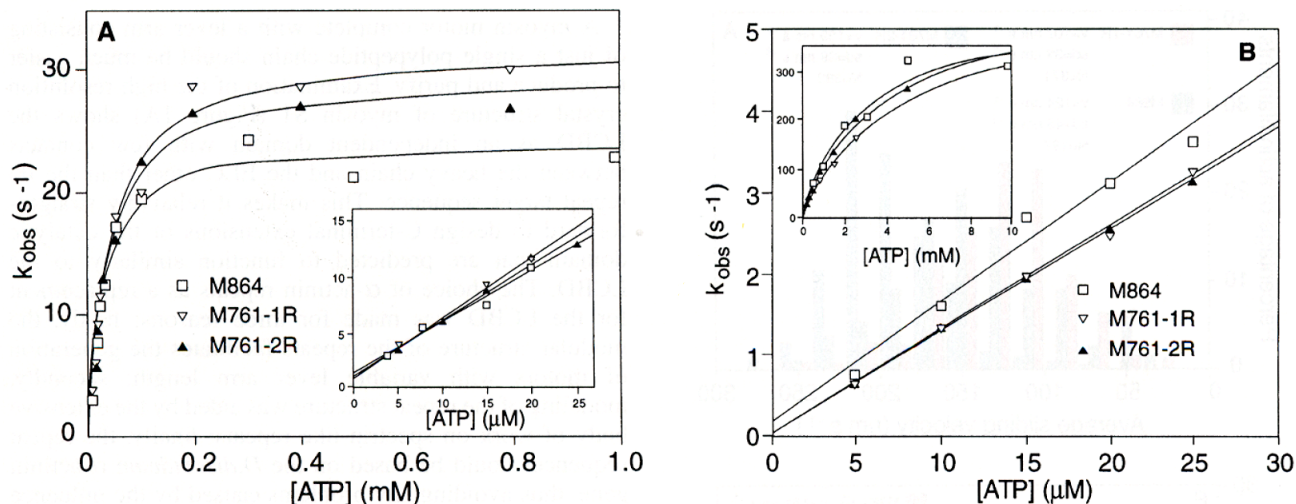 A
30
20
10
0
k obs (s -1)
0.2 0.4 0.6 0.8 1.0
[ATP] (mM)
M864
M761-1R
M761-2R
15
10
5
0
0 5 10 15 20 25
[ATP] (μM)
B
5
4
3
2
1
0
k obs (s -1)
0 5 10 15 20 25 30
[ATP] (μM)
M864
M761-1R
M761-2R
300
200
100
0
0 2 4 6 8 10
[ATP] (mM)